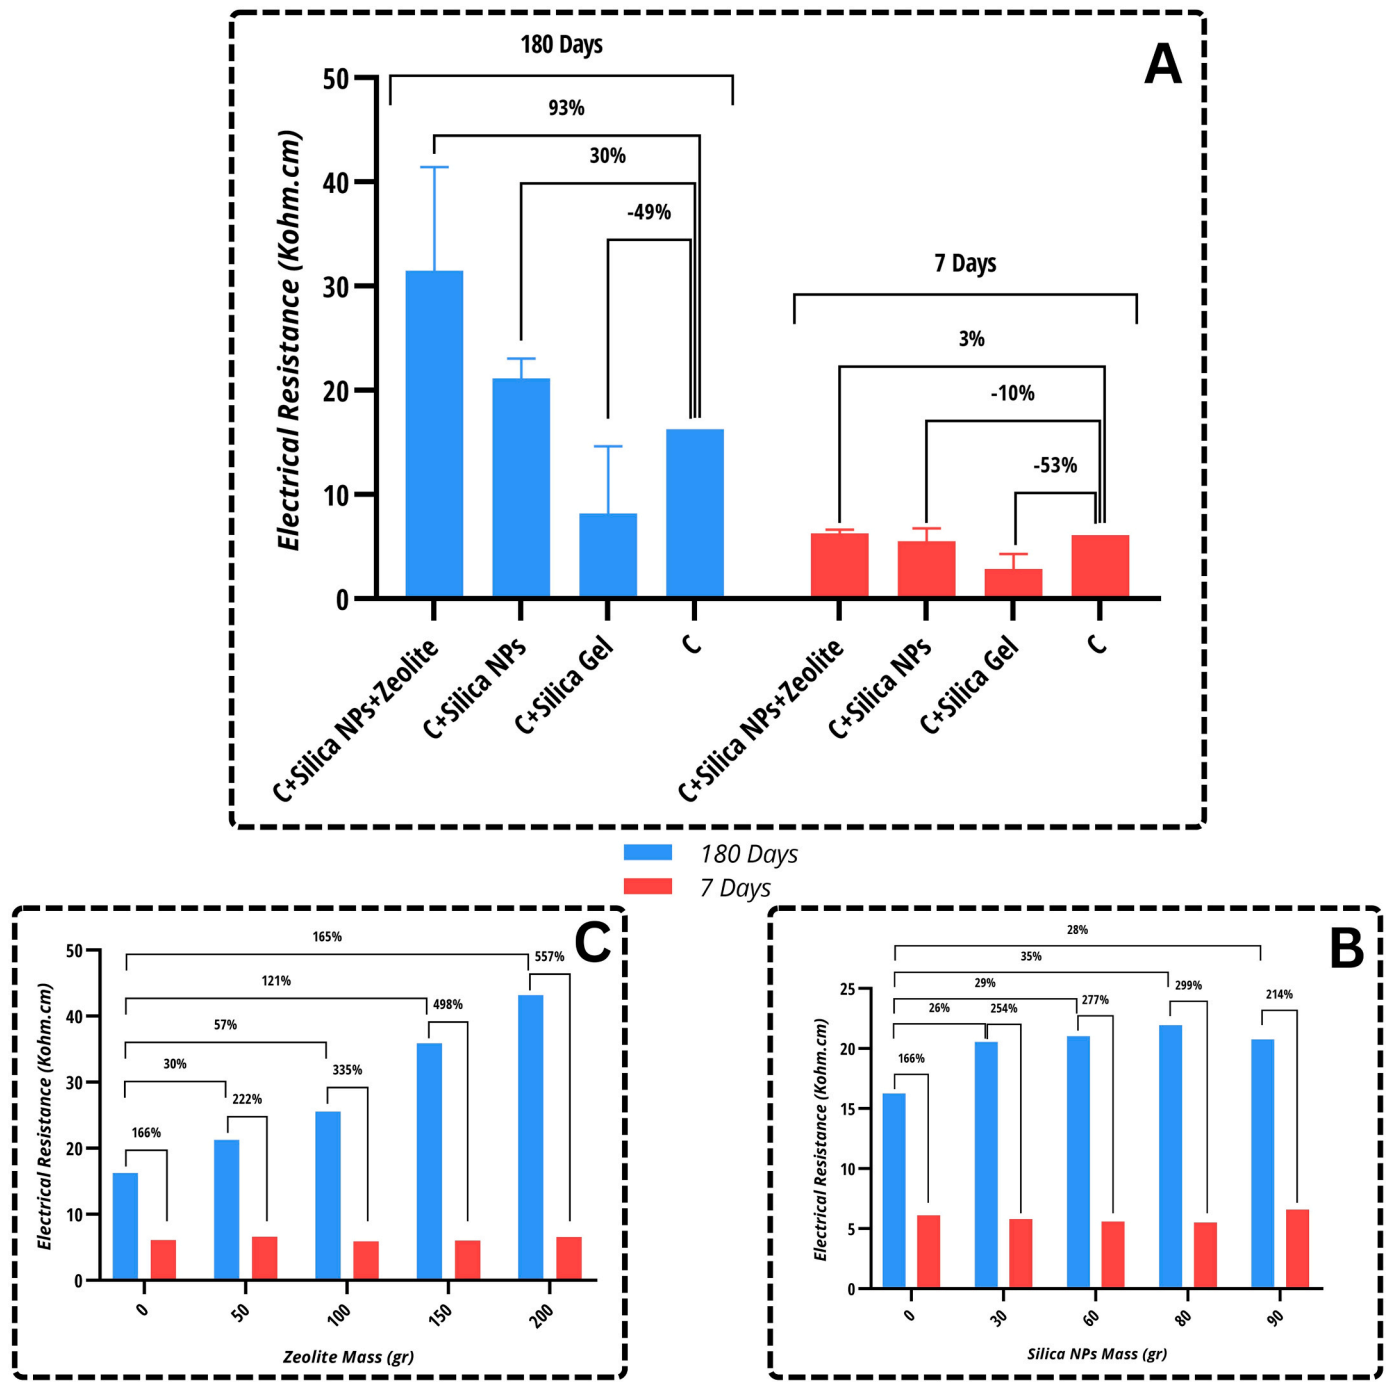 A
180 Days
50
93%
30%
40
-49%
7 Days
30
3%
-10%
20
-53%
10
0
Electrical Resistance (Kohm.cm)
C+Silica NPs+Zeolite
C+Silica NPs
C+Silica Gel
C
C+Silica NPs+Zeolite
C+Silica NPs
C+Silica Gel
C
180 Days
7 Days
C
165%
557%
50
121%
498%
40
57%
335%
30%
30
222%
166%
20
10
0
Electrical Resistance (Kohm.cm)
0
50
100
150
200
Zeolite Mass (gr)
B
28%
35%
29%
299%
277%
214%
26%
254%
25
166%
20
15
10
5
0
Electrical Resistance (Kohm.cm)
0
30
60
80
90
Silica NPs Mass (gr)